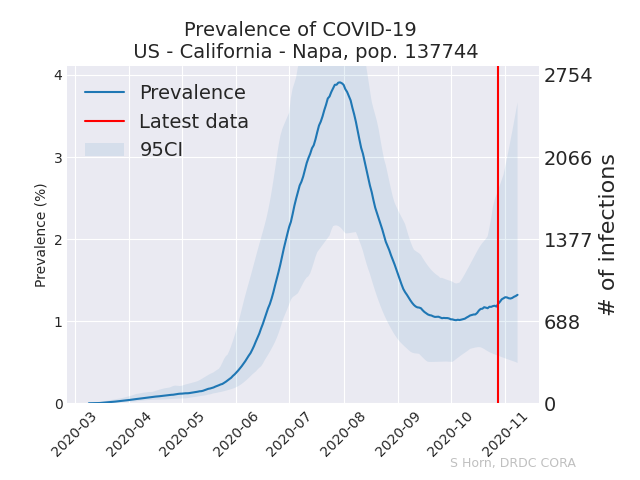 Prevalence of COVID-19
US - California - Napa, pop. 137744
Prevalence
Latest data
95CI
Prevalence (%)
4
3
2
1
0
2754
2066
1377
688
0
# of infections
2020-03
2020-04
2020-05
2020-06
2020-07
2020-08
2020-09
2020-10
2020-11
S Horn, DRDC CORA